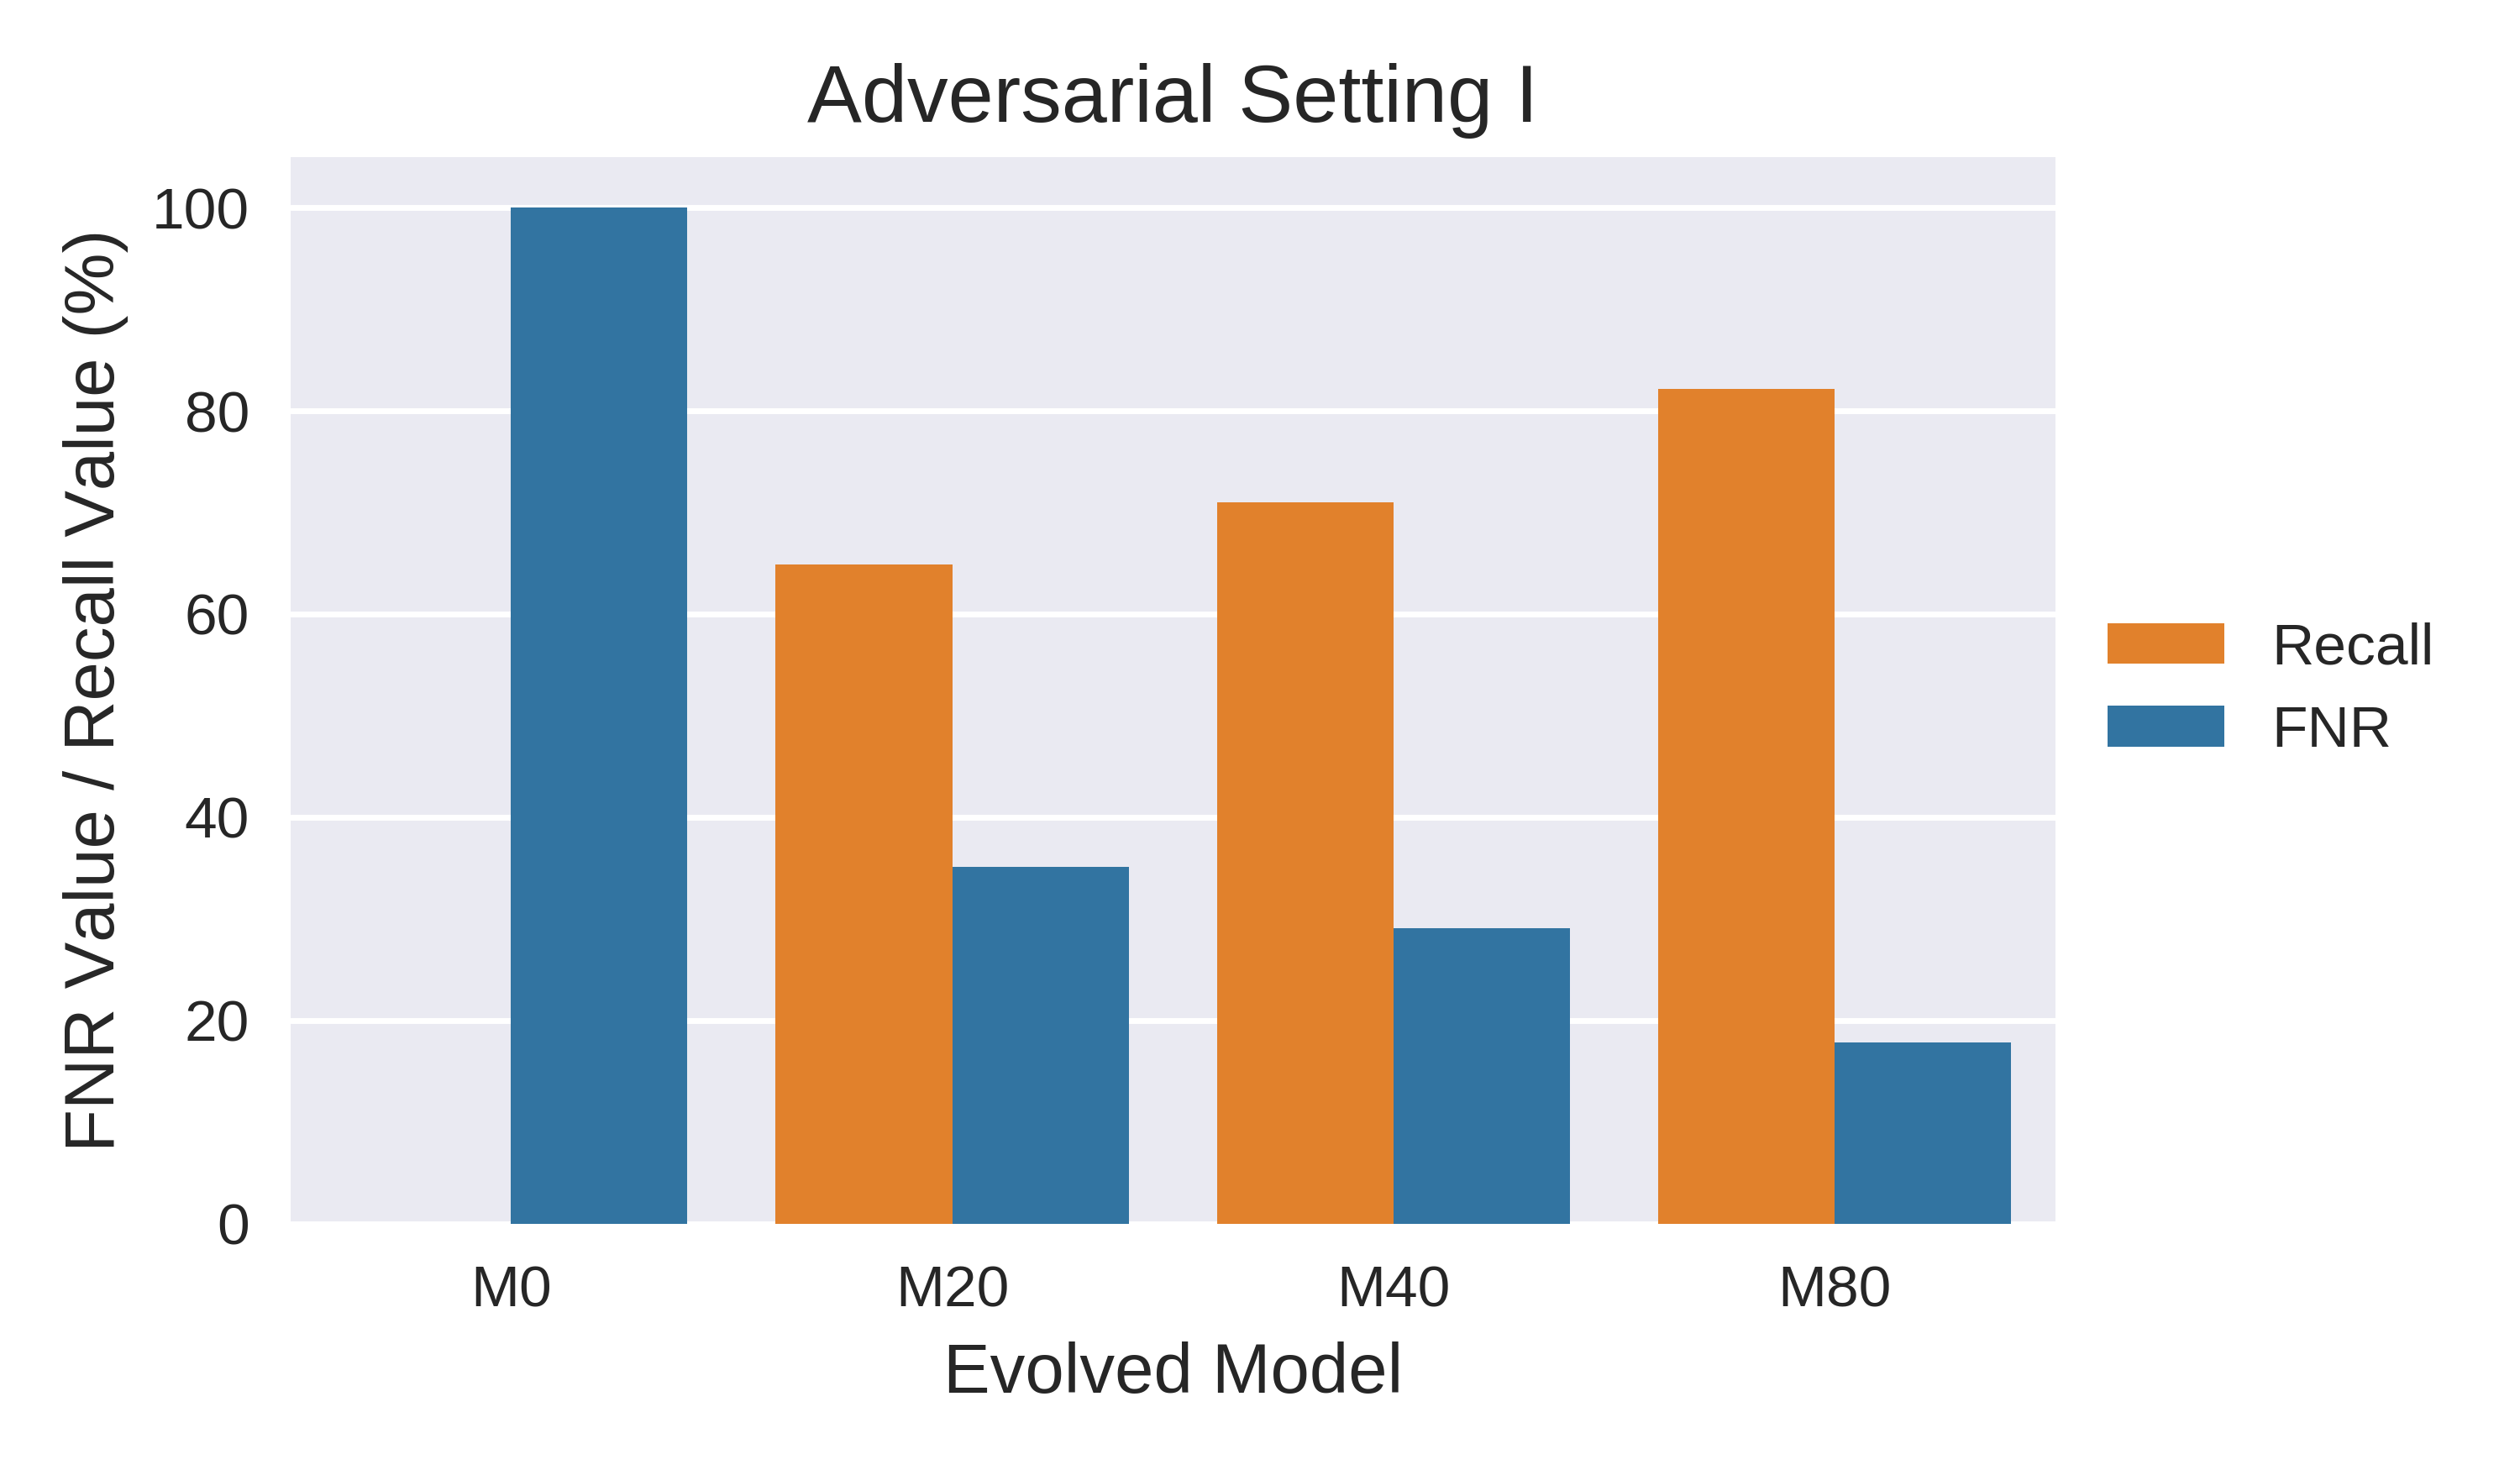 Adversarial Setting I
FNR Value / Recall Value (%)
100
80
60
40
20
0
M0 M20 M40 M80
Evolved Model
Recall
FNR